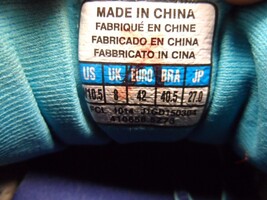 MADE IN CHINA
FABRIQUÉ EN CHINE
FABRICADO EN CHINA
FABBRICATO IN CINA
US UK EURO BRA JP
10.5 8 42 40.5 27.0